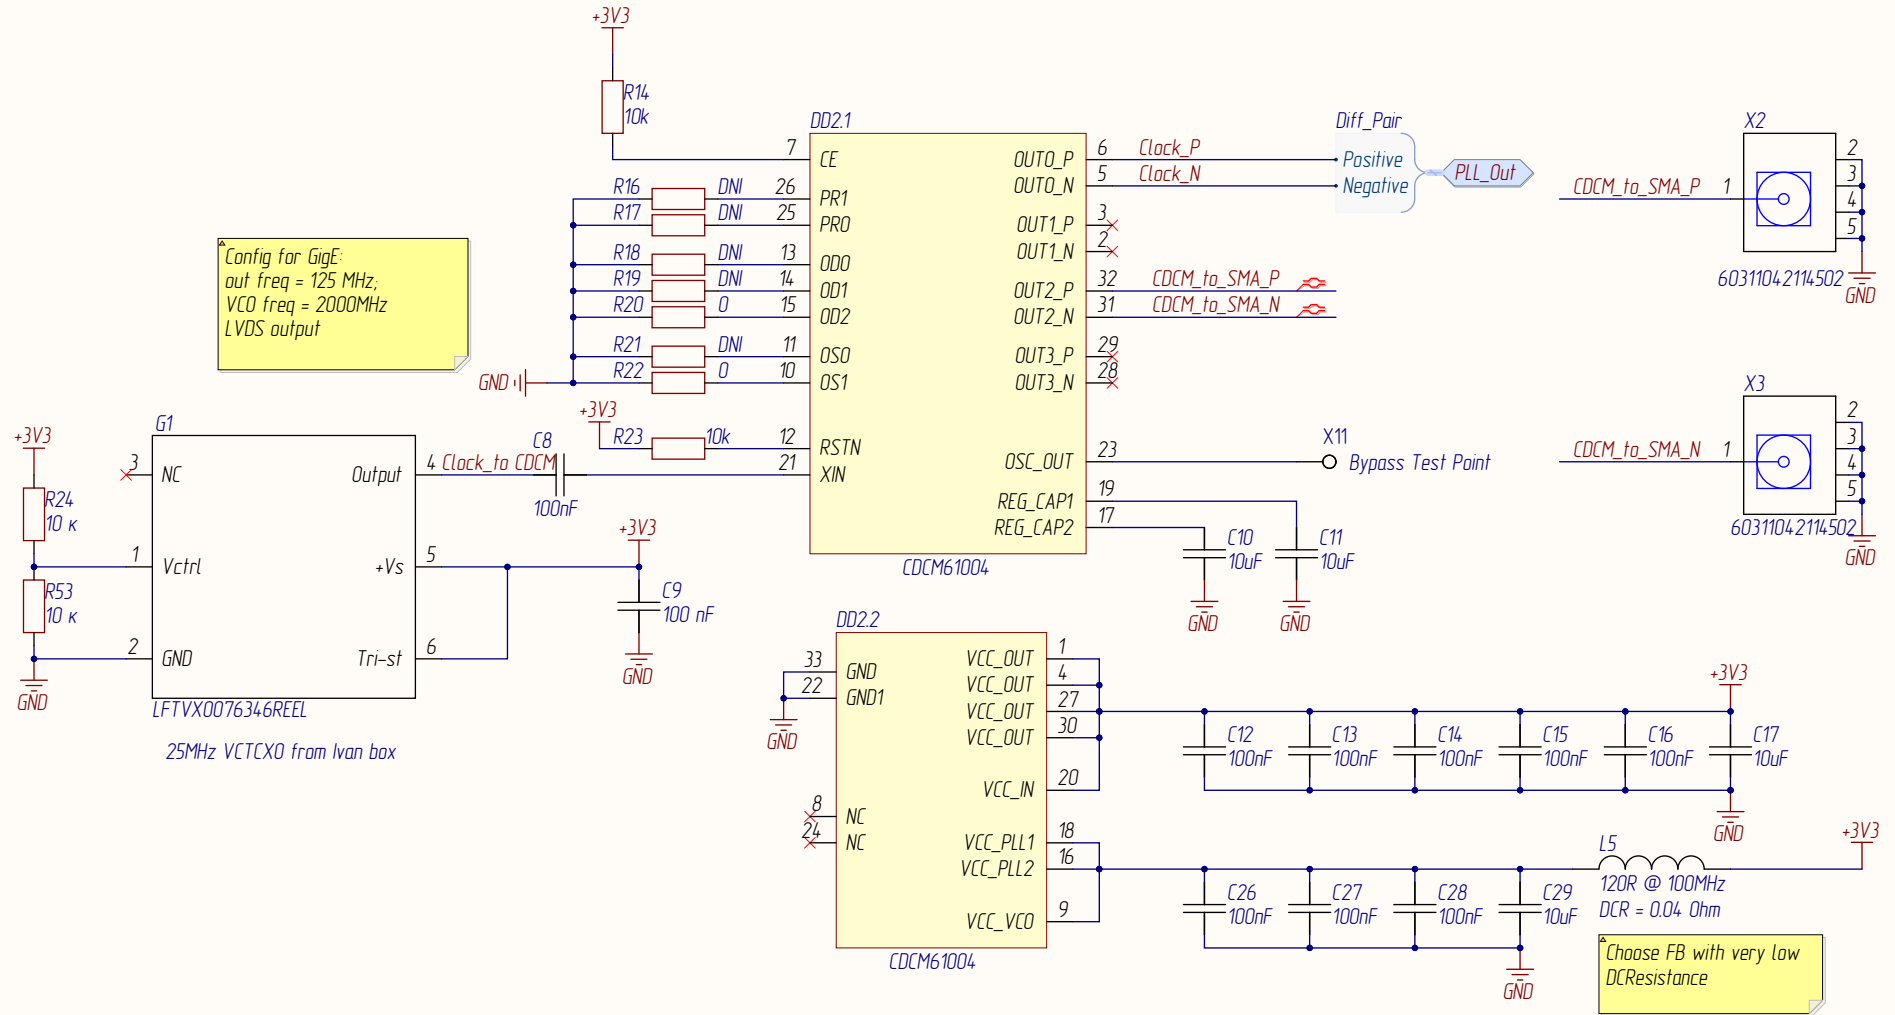 +3V3
R14
10k
DD2.1
7 CE
R16 DNI 26 PR1
R17 DNI 25 PR0
R18 DNI 13 OD0
R19 DNI 14 OD1
R20 0 15 OD2
R21 DNI 11 OS0
R22 0 10 OS1
GND
+3V3
R23 10k 12 RSTN
21 XIN
OUT0_P 6 Clock_P
OUT0_N 5 Clock_N
OUT1_P 3
OUT1_N 2
OUT2_P 32 CDCM_to_SMA_P
OUT2_N 31 CDCM_to_SMA_N
OUT3_P 29
OUT3_N 28
OSC_OUT 23
REG_CAP1 19
REG_CAP2 17
CDCM61004
Diff_Pair
Positive
Negative
PLL_Out
X11
Bypass Test Point
C10
10uF
GND
C11
10uF
GND
X2
CDCM_to_SMA_P 1
2
3
4
5
60311042114502
GND
X3
CDCM_to_SMA_N 1
2
3
4
5
60311042114502
GND
Config for GigE:
out freq = 125 MHz;
VCO freq = 2000MHz
LVDS output
+3V3
R24
10 к
R53
10 к
GND
G1
3 NC
1 Vctrl
2 GND
Output 4 Clock_to CDCM
+Vs 5
Tri-st 6
LFTVXO076346REEL
25MHz VCTCXO from Ivan box
C8
100nF
+3V3
C9
100 nF
GND
DD2.2
33 GND
22 GND1
GND
8 NC
24 NC
VCC_OUT 1
VCC_OUT 4
VCC_OUT 27
VCC_OUT 30
VCC_IN 20
VCC_PLL1 18
VCC_PLL2 16
VCC_VCO 9
CDCM61004
+3V3
C12
100nF
C13
100nF
C14
100nF
C15
100nF
C16
100nF
C17
10uF
GND
C26
100nF
C27
100nF
C28
100nF
C29
10uF
GND
L5
120R @ 100MHz
DCR = 0.04 Ohm
+3V3
Choose FB with very low
DCResistance